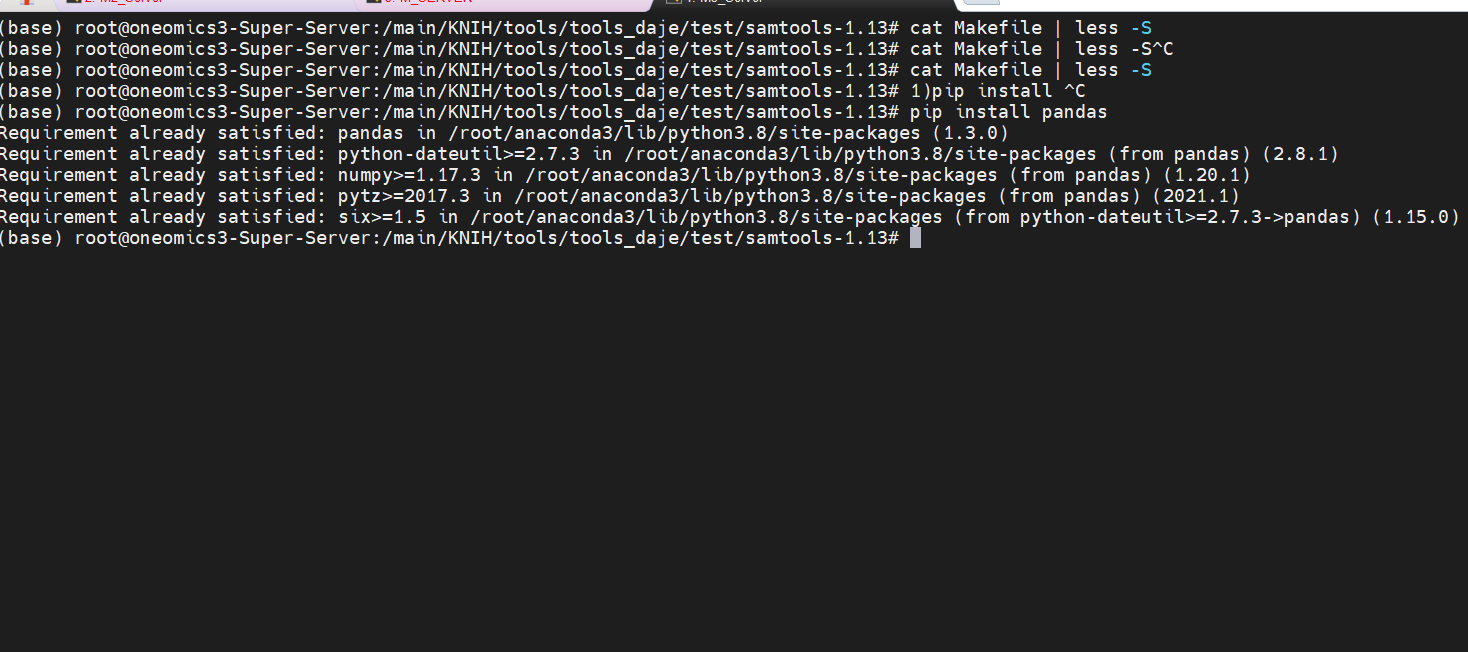 (base) root@oneomics3-Super-Server:/main/KNIH/tools/tools_daje/test/samtools-1.13# cat Makefile | less -S
(base) root@oneomics3-Super-Server:/main/KNIH/tools/tools_daje/test/samtools-1.13# cat Makefile | less -S^C
(base) root@oneomics3-Super-Server:/main/KNIH/tools/tools_daje/test/samtools-1.13# cat Makefile | less -S
(base) root@oneomics3-Super-Server:/main/KNIH/tools/tools_daje/test/samtools-1.13# 1)pip install ^C
(base) root@oneomics3-Super-Server:/main/KNIH/tools/tools_daje/test/samtools-1.13# pip install pandas
Requirement already satisfied: pandas in /root/anaconda3/lib/python3.8/site-packages (1.3.0)
Requirement already satisfied: python-dateutil>=2.7.3 in /root/anaconda3/lib/python3.8/site-packages (from pandas) (2.8.1)
Requirement already satisfied: numpy>=1.17.3 in /root/anaconda3/lib/python3.8/site-packages (from pandas) (1.20.1)
Requirement already satisfied: pytz>=2017.3 in /root/anaconda3/lib/python3.8/site-packages (from pandas) (2021.1)
Requirement already satisfied: six>=1.5 in /root/anaconda3/lib/python3.8/site-packages (from python-dateutil>=2.7.3->pandas) (1.15.0)
(base) root@oneomics3-Super-Server:/main/KNIH/tools/tools_daje/test/samtools-1.13#